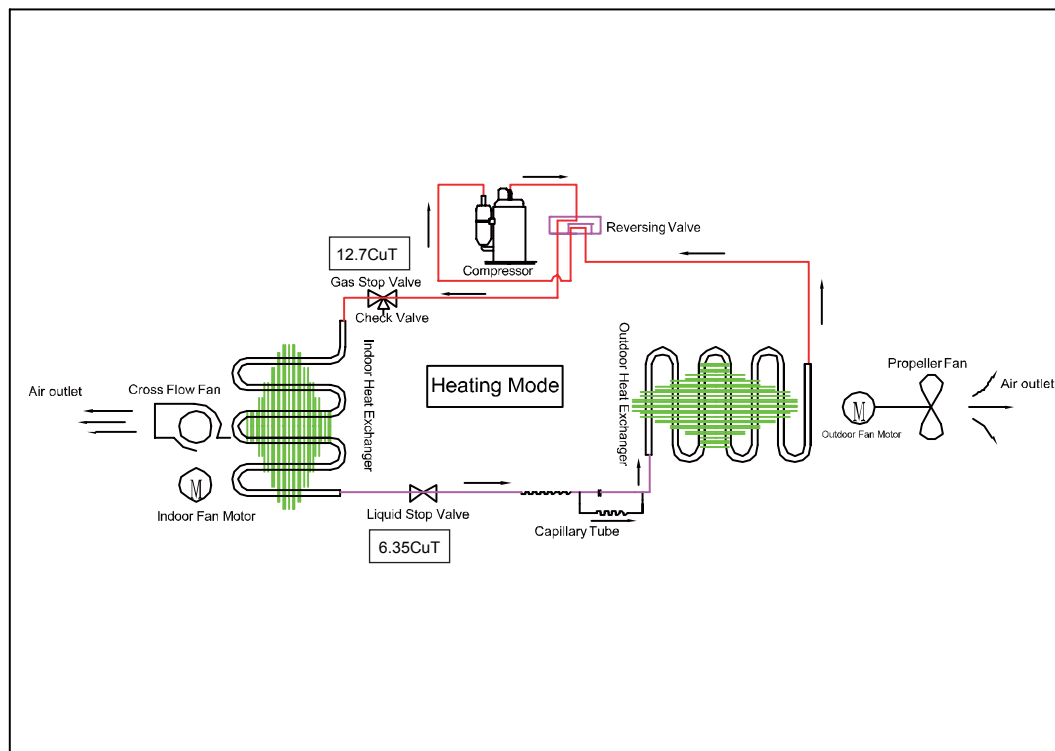 Reversing Valve
12.7CuT
Compressor
Gas Stop Valve
Check Valve
Indoor Heat Exchanger
Outdoor Heat Exchanger
Heating Mode
Air outlet
Cross Flow Fan
Propeller Fan
Air outlet
M
Outdoor Fan Motor
M
Indoor Fan Motor
Liquid Stop Valve
Capillary Tube
6.35CuT